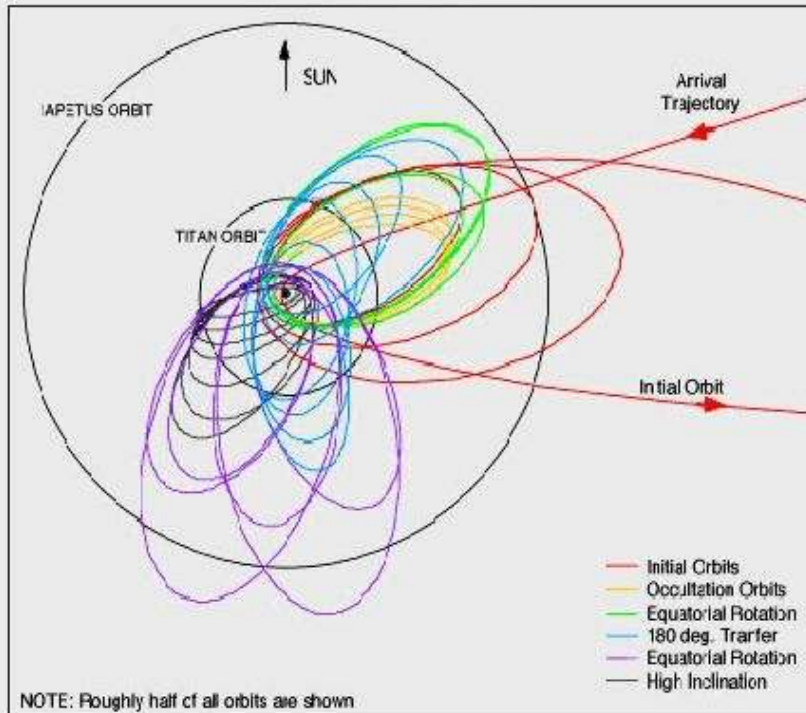 SUN
Arrival
Trajectory
IAPETUS ORBIT
TITAN ORBIT
Initial Orbit
Initial Orbits
Occultation Orbits
Equatorial Rotation
180 deg. Tranfer
Equatorial Rotation
High Inclination
NOTE: Roughly half of all orbits are shown